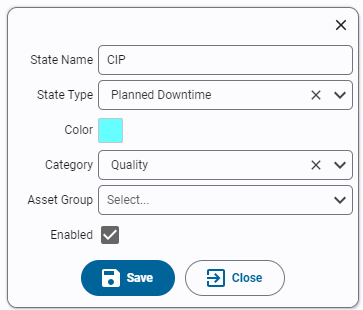 State Name CIP
State Type Planned Downtime
Color
Category Quality
Asset Group Select...
Enabled
Save Close